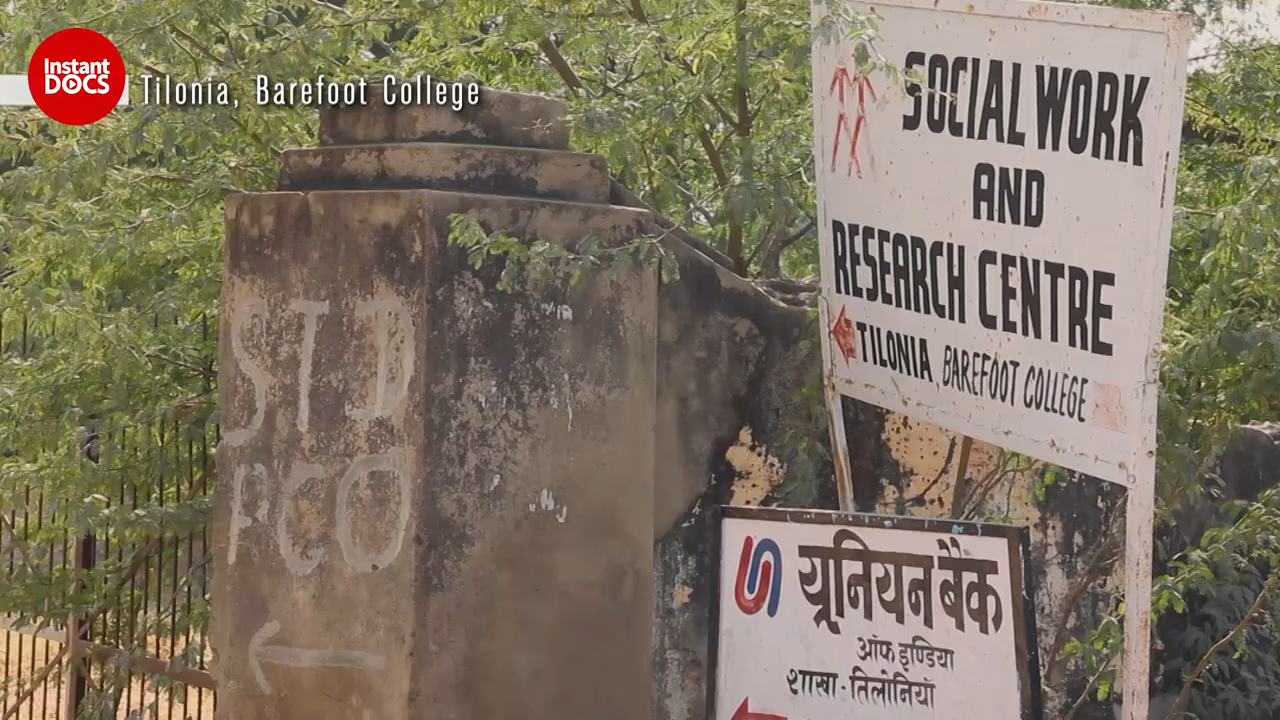 Instant
DOCS
Tilonia, Barefoot College
SOCIAL WORK
AND
RESEARCH CENTRE
TILONIA, BAREFOOT COLLEGE
STD
PCO
यूनियन बैंक
ऑफ इण्डिया
शाखा - तिलोनियाॅ